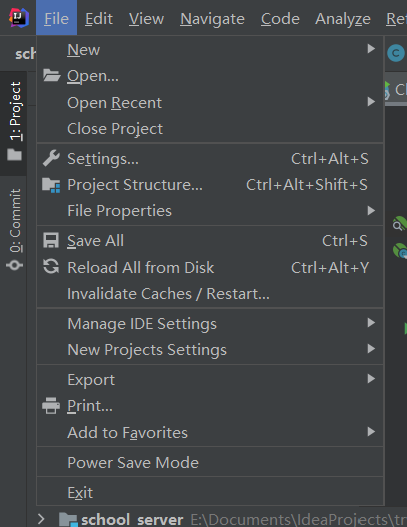 File Edit View Navigate Code Analyze Re
sc
New
Open...
Open Recent
Close Project
Settings... Ctrl+Alt+S
Project Structure... Ctrl+Alt+Shift+S
File Properties
Save All Ctrl+S
Reload All from Disk Ctrl+Alt+Y
Invalidate Caches / Restart...
Manage IDE Settings
New Projects Settings
Export
Print...
Add to Favorites
Power Save Mode
Exit
1: Project
0: Commit
school server E:\Documents\IdeaProjects\tr